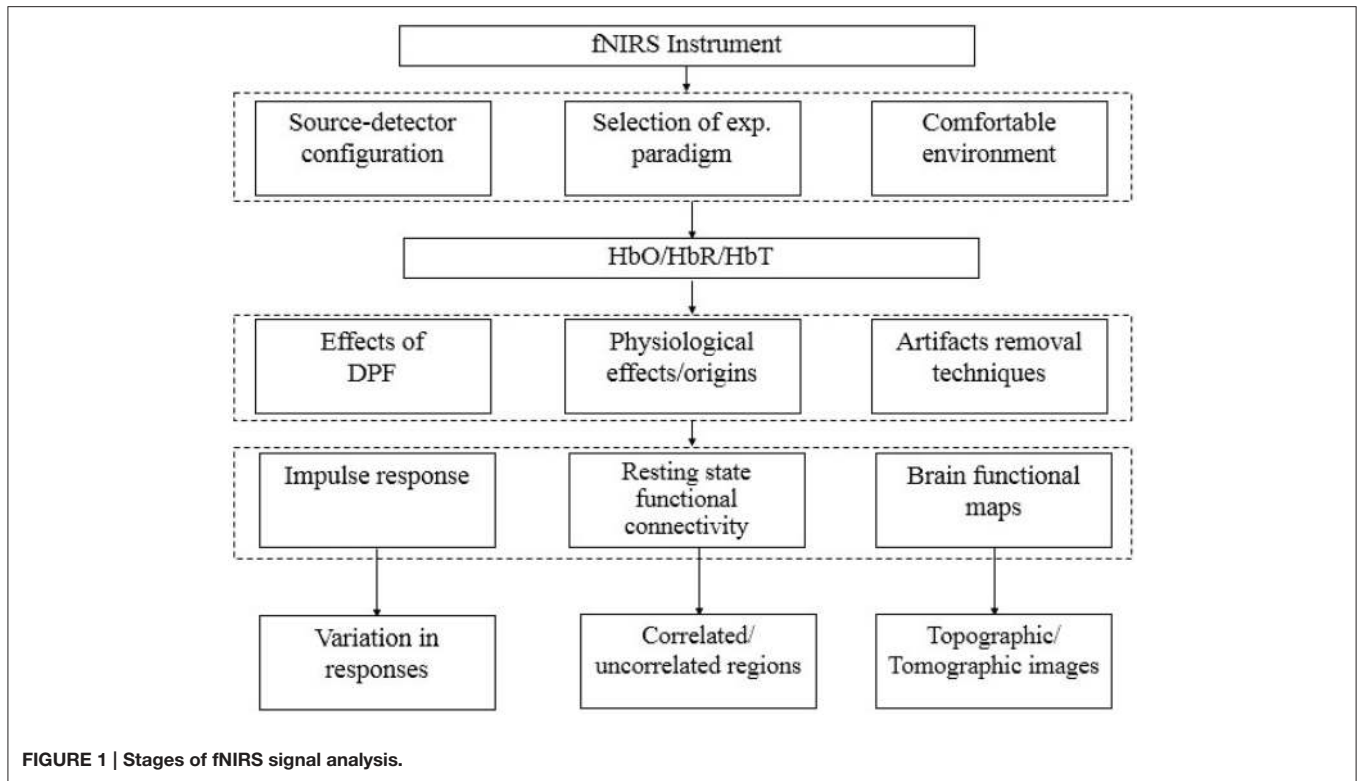 fNIRS Instrument
Source-detector
configuration
Selection of exp.
paradigm
Comfortable
environment
HbO/HbR/HbT
Effects of
DPF
Physiological
effects/origins
Artifacts removal
techniques
Impulse response
Resting state
functional
connectivity
Brain functional
maps
Variation in
responses
Correlated/
uncorrelated regions
Topographic/
Tomographic images
FIGURE 1 | Stages of fNIRS signal analysis.